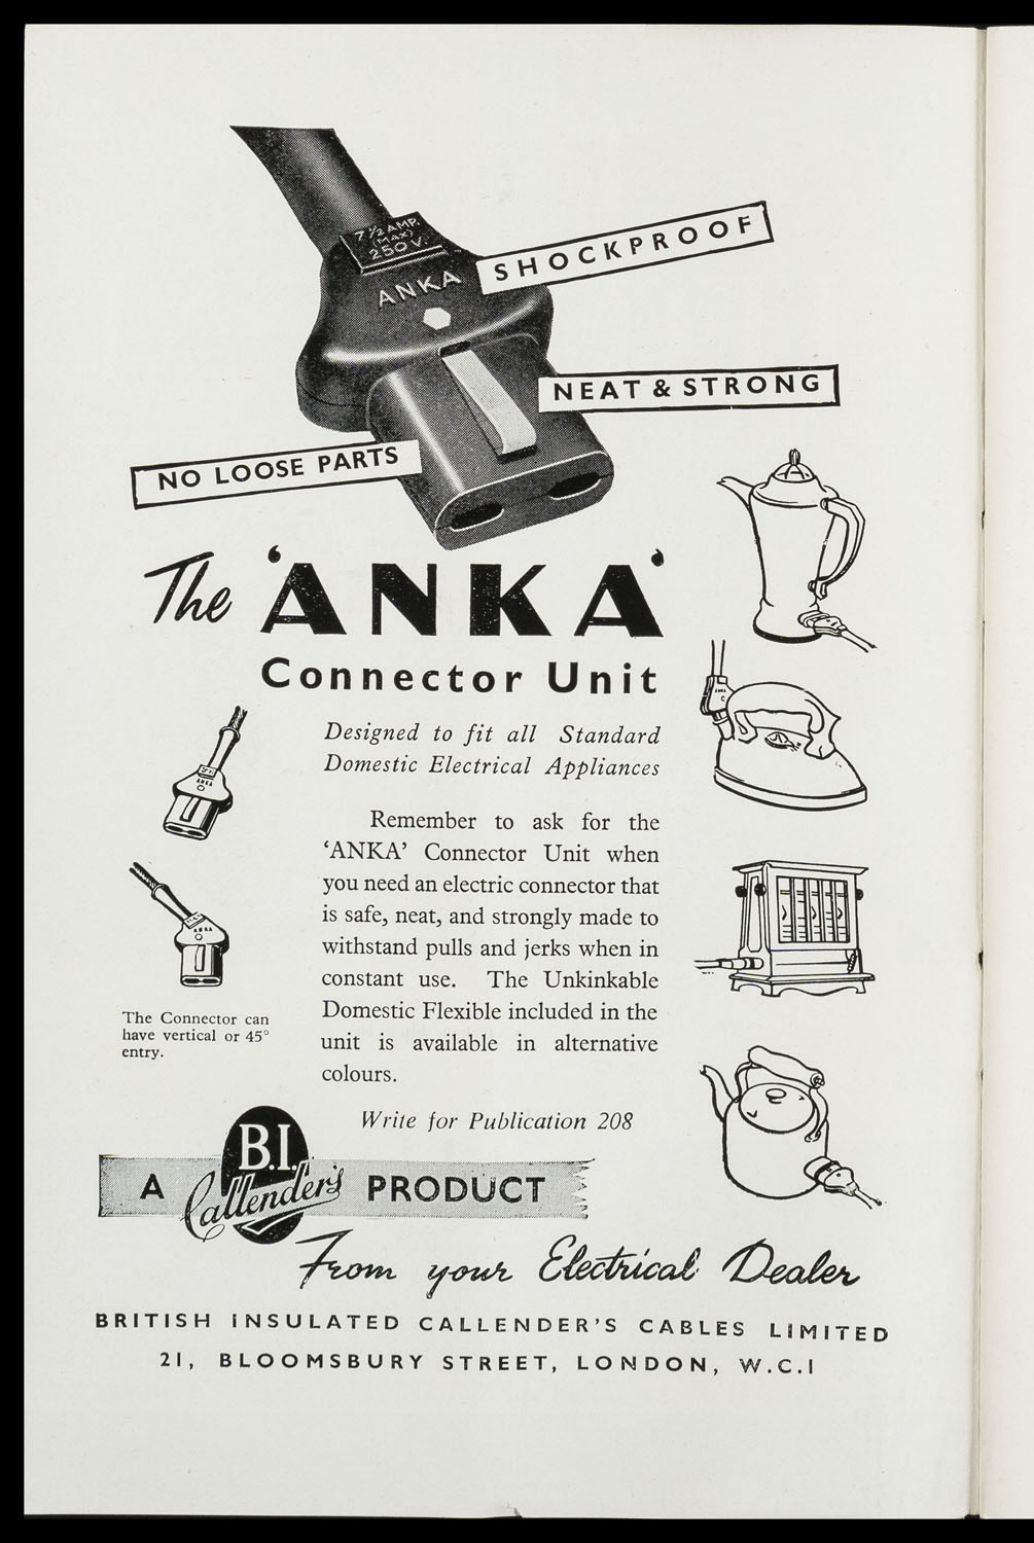 7½ AMP.
(MAX)
250 V.
ANKA
SHOCKPROOF
NEAT & STRONG
NO LOOSE PARTS
The 'ANKA'
Connector Unit
Designed to fit all Standard
Domestic Electrical Appliances
Remember to ask for the
‘ANKA’ Connector Unit when
you need an electric connector that
is safe, neat, and strongly made to
withstand pulls and jerks when in
constant use. The Unkinkable
Domestic Flexible included in the
unit is available in alternative
colours.
ANKA
ANKA
The Connector can
have vertical or 45°
entry.
Write for Publication 208
A B.I. Callender's PRODUCT
From your Electrical Dealer
BRITISH INSULATED CALLENDER'S CABLES LIMITED
21, BLOOMSBURY STREET, LONDON, W.C.1